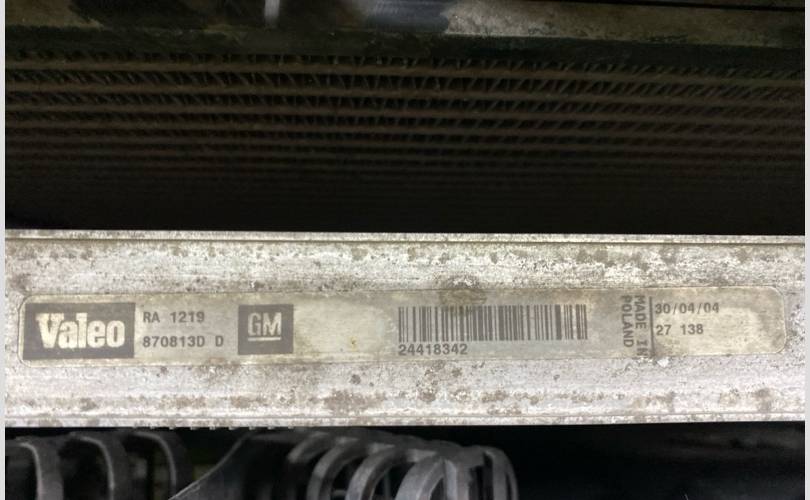 Valeo
RA 1219
870813D D
GM
24418342
MADE IN
POLAND
30/04/04
27 138